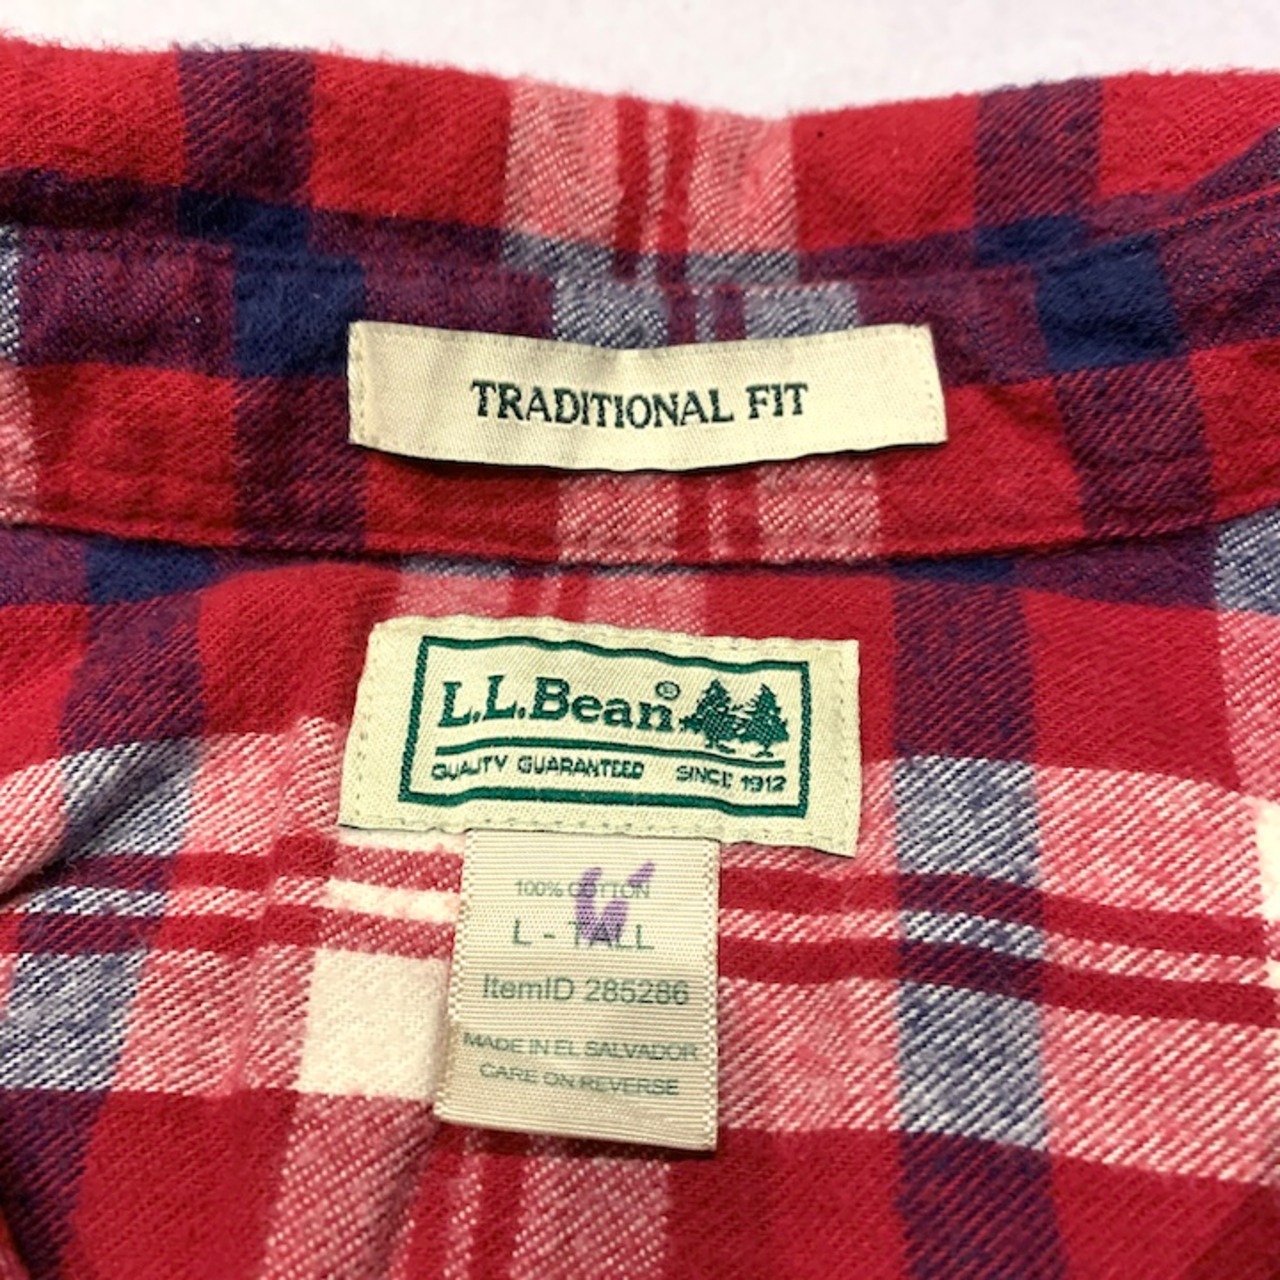 TRADITIONAL FIT
L.L.Bean®
QUALITY GUARANTEED SINCE 1912
100% COTTON
L - TALL
ItemID 285286
MADE IN EL SALVADOR
CARE ON REVERSE